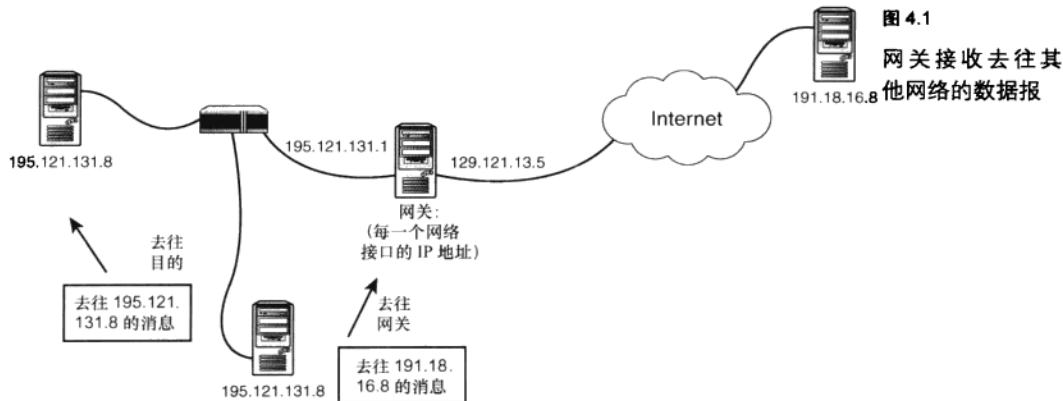 图 4.1
网关接收去往其
他网络的数据报
191.18.16.8
Internet
195.121.131.8
195.121.131.1
129.121.13.5
网关:
(每一个网络
接口的 IP 地址)
去往
目的
去往 195.121.
131.8 的消息
去往
网关
去往 191.18.
16.8 的消息
195.121.131.8